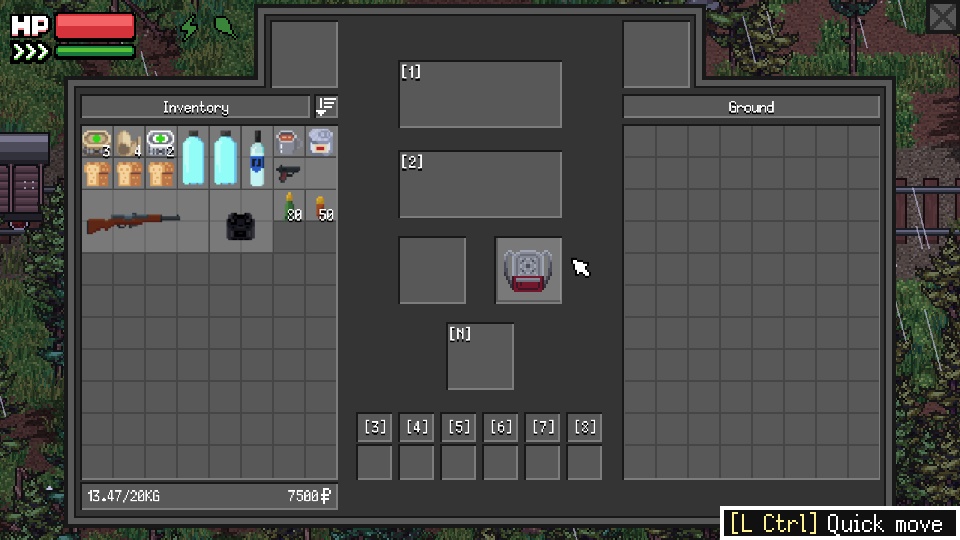 HP
[1]
Inventory
Ground
3
4
2
[2]
80
50
[N]
[3] [4] [5] [6] [7] [8]
13.47/20KG
7500₽
[L Ctrl] Quick move